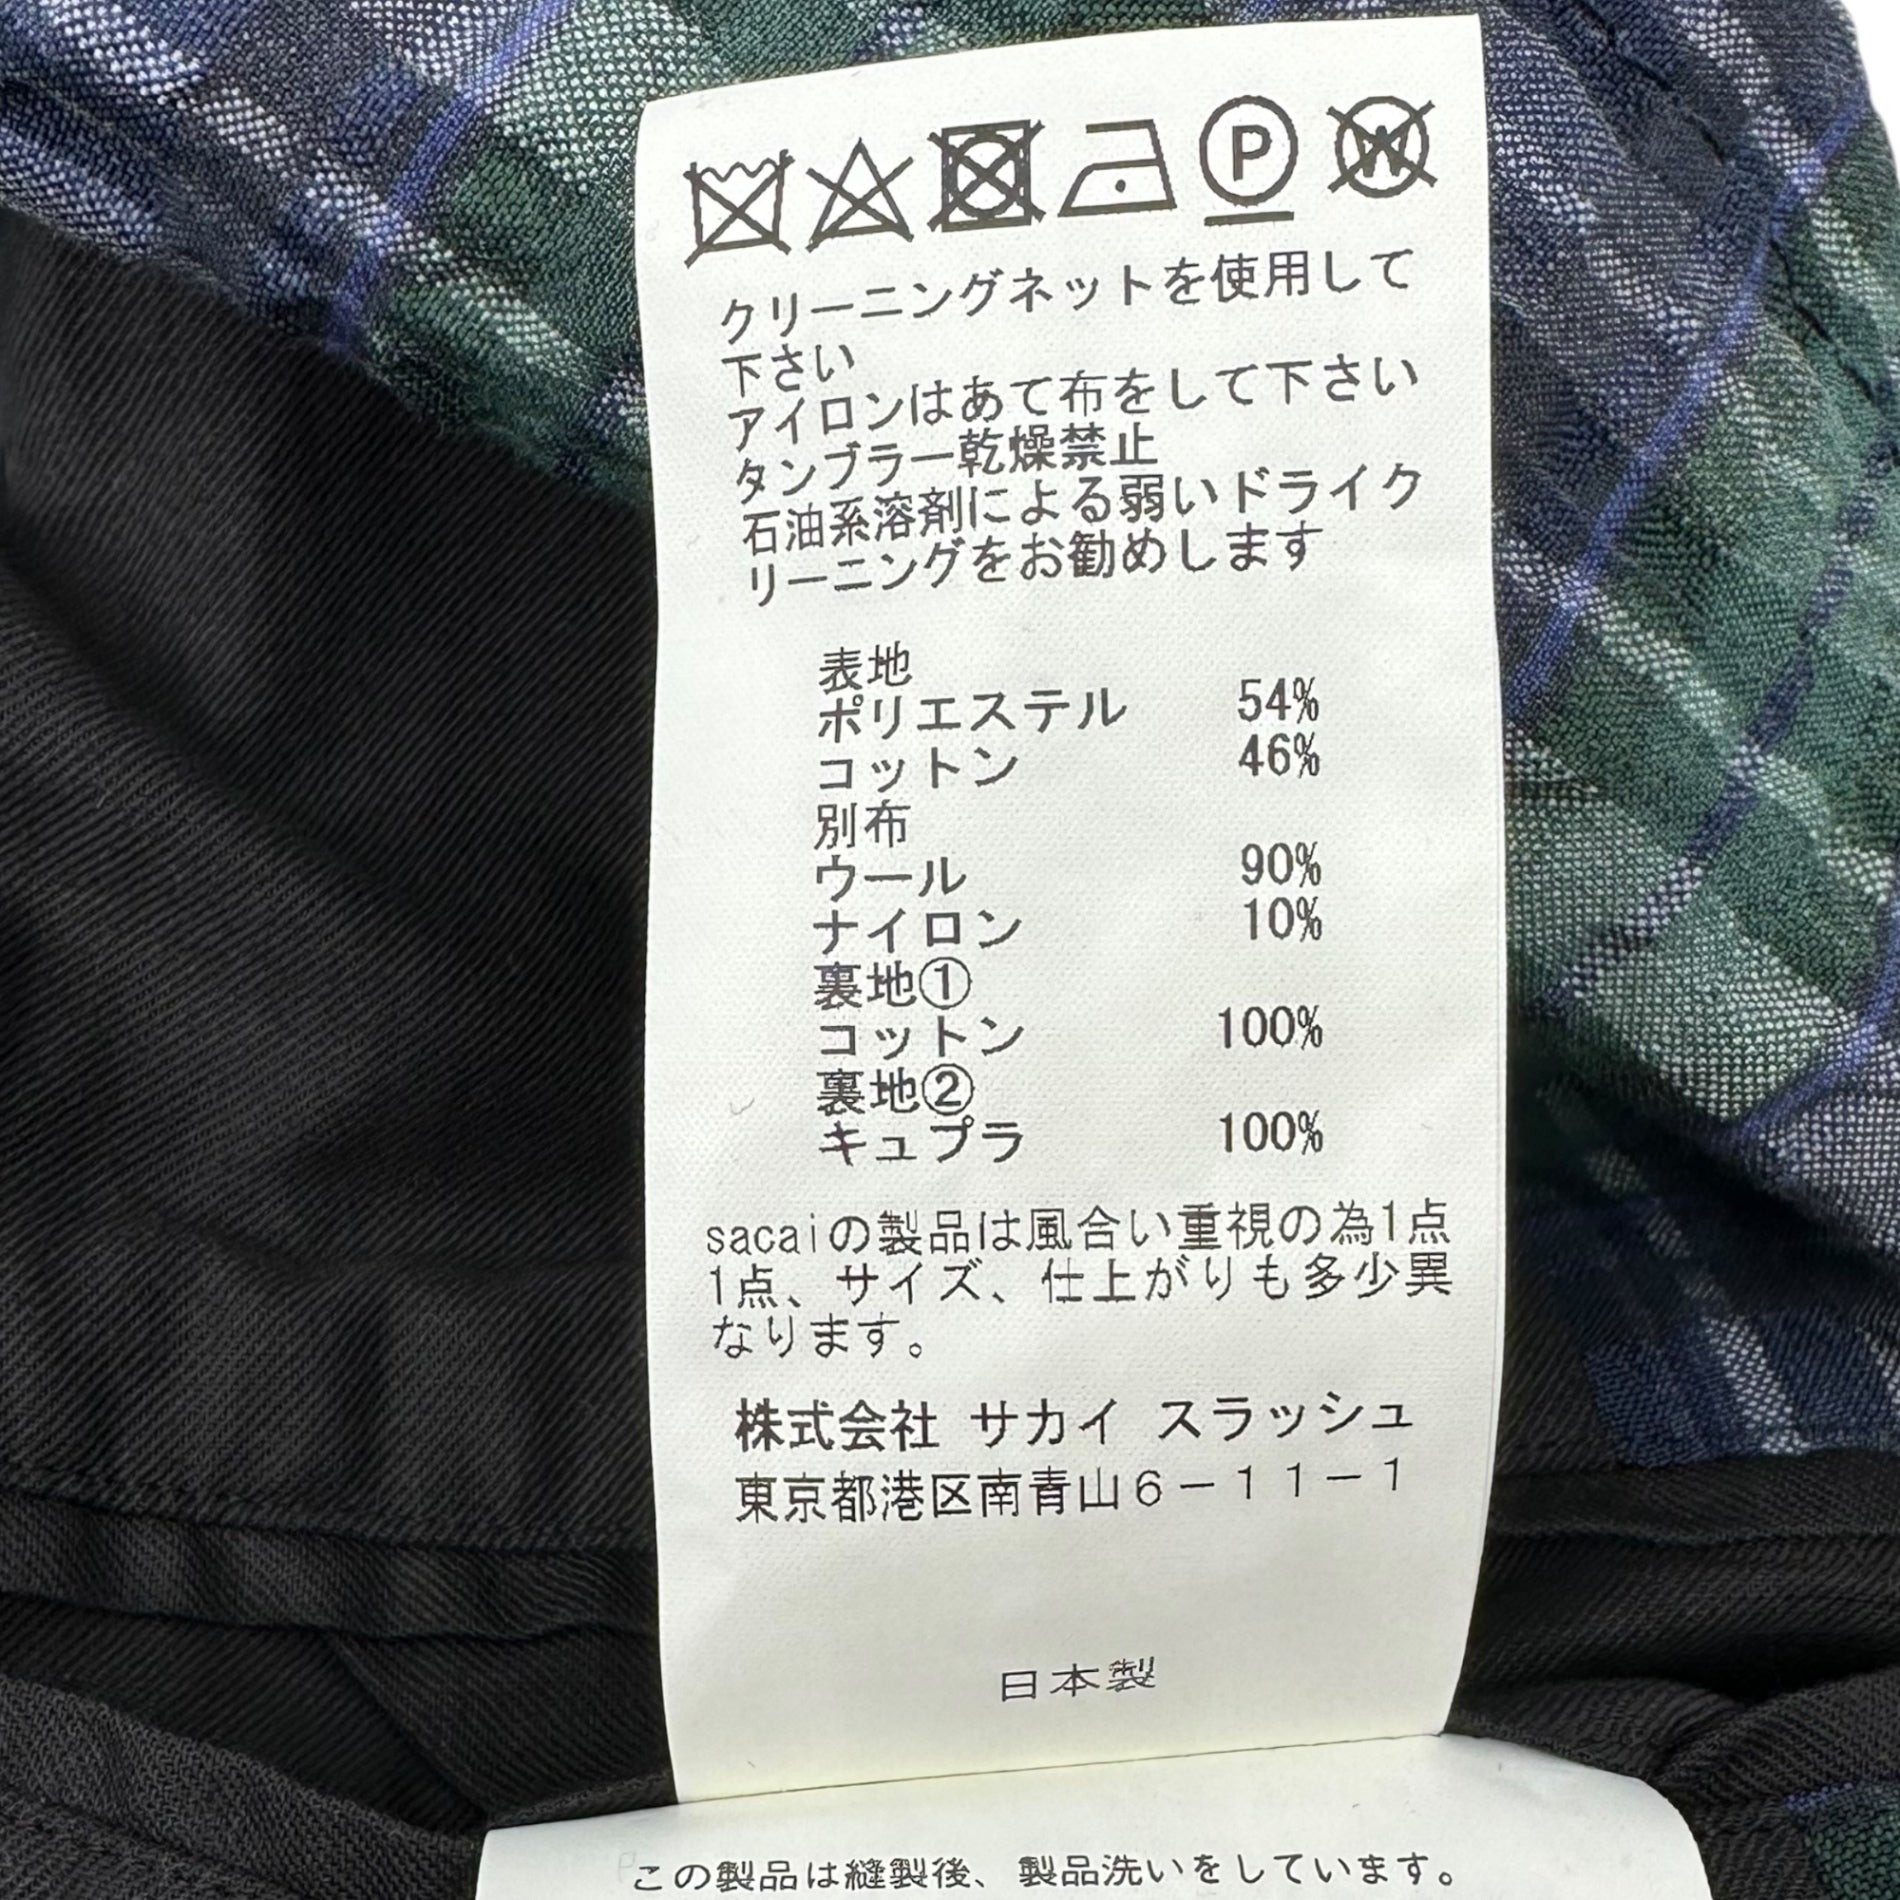 P W
クリーニングネットを使用して
下さい
アイロンはあて布をして下さい
タンブラー乾燥禁止
石油系溶剤による弱いドライク
リーニングをお勧めします
表地
ポリエステル 54%
コットン 46%
別布
ウール 90%
ナイロン 10%
裏地①
コットン 100%
裏地②
キュプラ 100%
sacaiの製品は風合い重視の為1点
1点、サイズ、仕上がりも多少異
なります。
株式会社 サカイ スラッシュ
東京都港区南青山6−11−1
日本製
この製品は縫製後、製品洗いをしています。